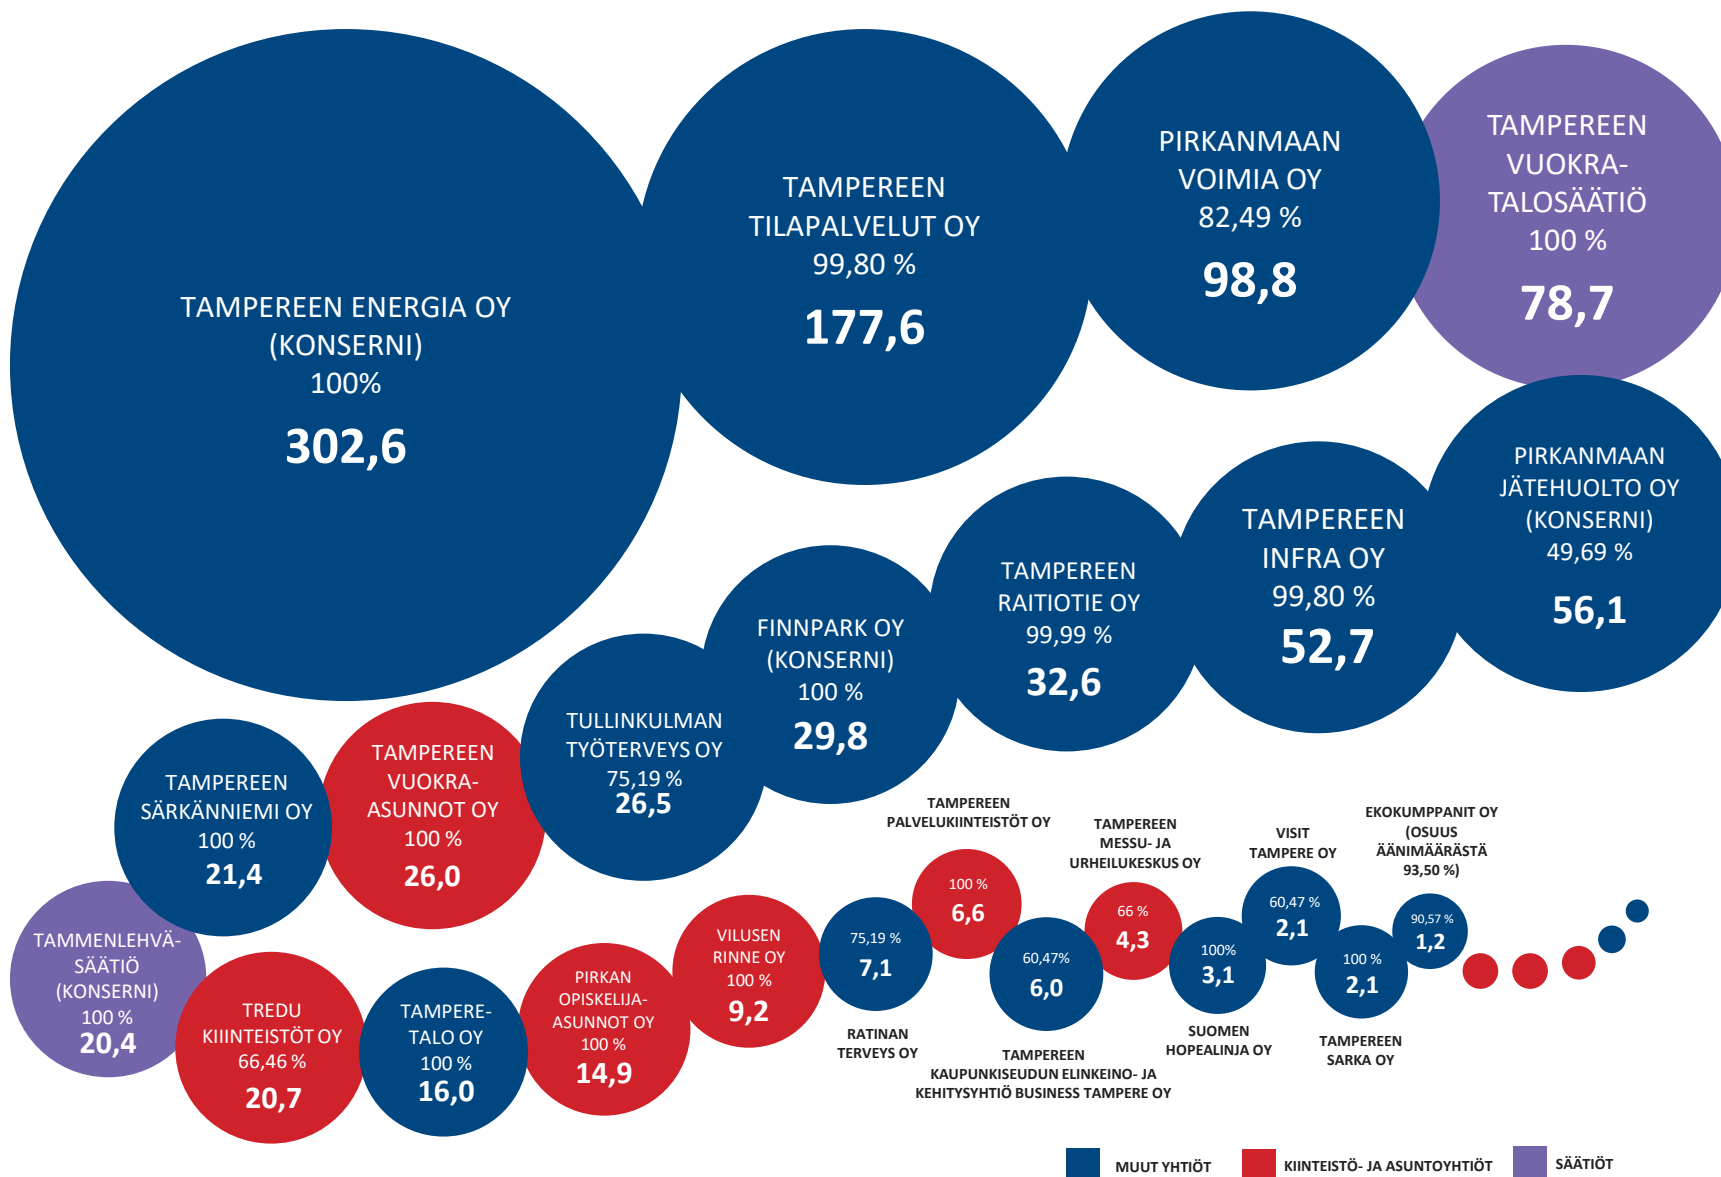 TAMPEREEN ENERGIA OY
(KONSERNI)
100%
302,6
TAMPEREEN
TILAPALVELUT OY
99,80 %
177,6
PIRKANMAAN
VOIMIA OY
82,49 %
98,8
TAMPEREEN
VUOKRA-
TALOSÄÄTIÖ
100 %
78,7
PIRKANMAAN
JÄTEHUOLTO OY
(KONSERNI)
49,69 %
56,1
TAMPEREEN
INFRA OY
99,80 %
52,7
TAMPEREEN
RAITIOTIE OY
99,99 %
32,6
FINNPARK OY
(KONSERNI)
100 %
29,8
TULLINKULMAN
TYÖTERVEYS OY
75,19 %
26,5
TAMPEREEN
VUOKRA-
ASUNNOT OY
100 %
26,0
TAMPEREEN
SÄRKÄNNIEMI OY
100 %
21,4
TAMMENLEHVÄ-
SÄÄTIÖ
(KONSERNI)
100 %
20,4
TREDU
KIIINTEISTÖT OY
66,46 %
20,7
TAMPERE-
TALO OY
100 %
16,0
PIRKAN
OPISKELIJA-
ASUNNOT OY
100 %
14,9
VILUSEN
RINNE OY
100 %
9,2
75,19 %
7,1
RATINAN
TERVEYS OY
TAMPEREEN
PALVELUKIINTEISTÖT OY
100 %
6,6
60,47%
6,0
TAMPEREEN
KAUPUNKISEUDUN ELINKEINO- JA
KEHITYSYHTIÖ BUSINESS TAMPERE OY
TAMPEREEN
MESSU- JA
URHEILUKESKUS OY
66 %
4,3
100%
3,1
SUOMEN
HOPEALINJA OY
VISIT
TAMPERE OY
60,47 %
2,1
100 %
2,1
TAMPEREEN
SARKA OY
EKOKUMPPANIT OY
(OSUUS
ÄÄNIMÄÄRÄSTÄ
93,50 %)
90,57 %
1,2
MUUT YHTIÖT
KIINTEISTÖ- JA ASUNTOYHTIÖT
SÄÄTIÖT